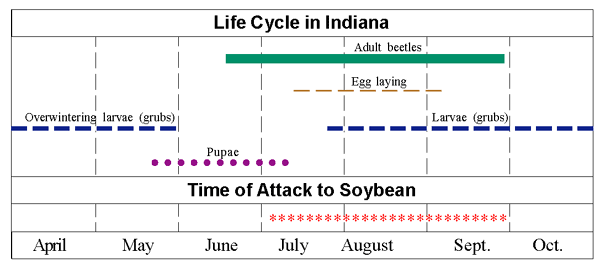 Life Cycle in Indiana
Adult beetles
Egg laying
Overwintering larvae (grubs) Larvae (grubs)
Pupae
Time of Attack to Soybean
**************************
April May June July August Sept. Oct.